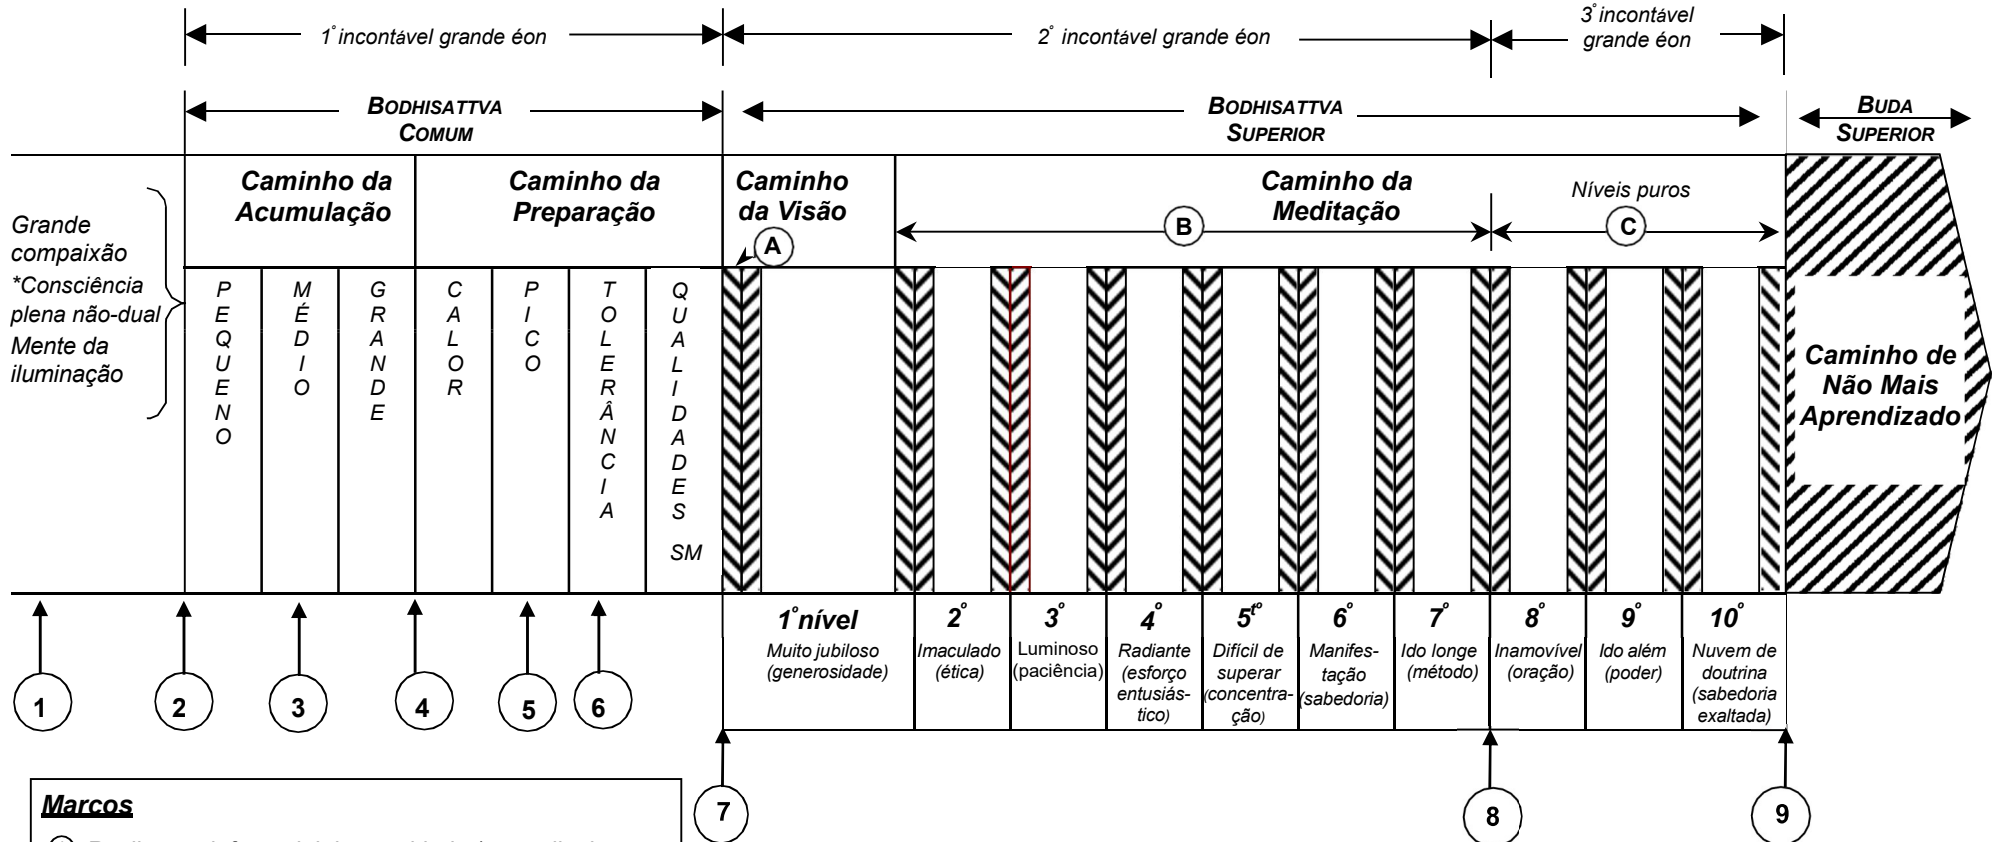 1° incontável grande éon
2° incontável grande éon
3° incontável
grande éon
BODHISATTVA
COMUM
BODHISATTVA
SUPERIOR
BUDA
SUPERIOR
Caminho da
Acumulação
Caminho da
Preparação
Caminho
da Visão
Caminho da
Meditação
Níveis puros
A
B
C
Grande
compaixão
*Consciência
plena não-dual
Mente da
iluminação
PEQUENO
MÉDIO
GRANDE
CALOR
PICO
TOLERÂNCIA
QUALIDADES
SM
Caminho de
Não Mais
Aprendizado
1° nível
Muito jubiloso
(generosidade)
2°
Imaculado
(ética)
3°
Luminoso
(paciência)
4°
Radiante
(esforço
entusiás-
tico)
5to
Difícil de
superar
(concentra-
ção)
6°
Manifes-
tação
(sabedoria)
7°
Ido longe
(método)
8°
Inamovível
(oração)
9°
Ido além
(poder)
10°
Nuvem de
doutrina
(sabedoria
exaltada)
1
2
3
4
5
6
7
8
9
Marcos